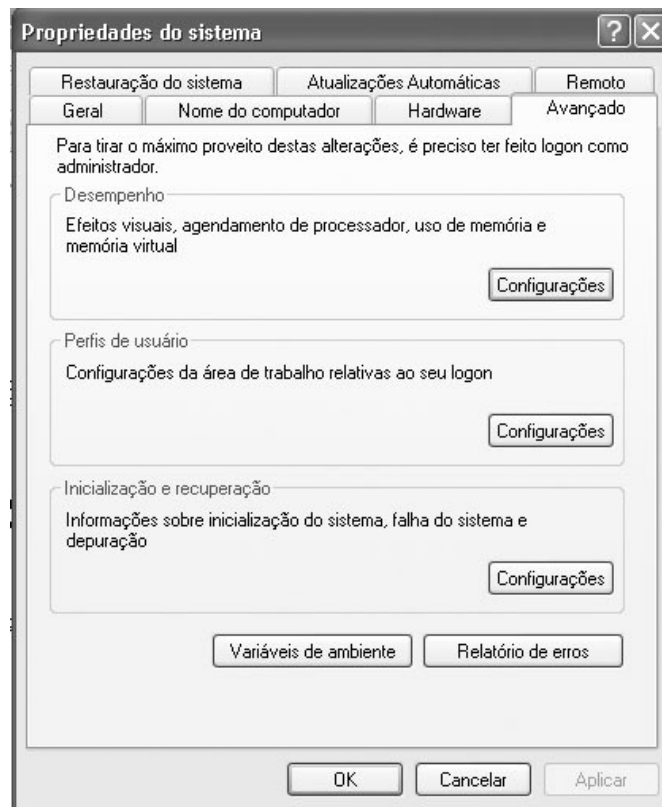 Propriedades do sistema
Restauração do sistema Atualizações Automáticas Remoto
Geral Nome do computador Hardware Avançado
Para tirar o máximo proveito destas alterações, é preciso ter feito logon como
administrador.
Desempenho
Efeitos visuais, agendamento de processador, uso de memória e
memória virtual
Configurações
Perfis de usuário
Configurações da área de trabalho relativas ao seu logon
Configurações
Inicialização e recuperação
Informações sobre inicialização do sistema, falha do sistema e
depuração
Configurações
Variáveis de ambiente Relatório de erros
OK Cancelar Aplicar